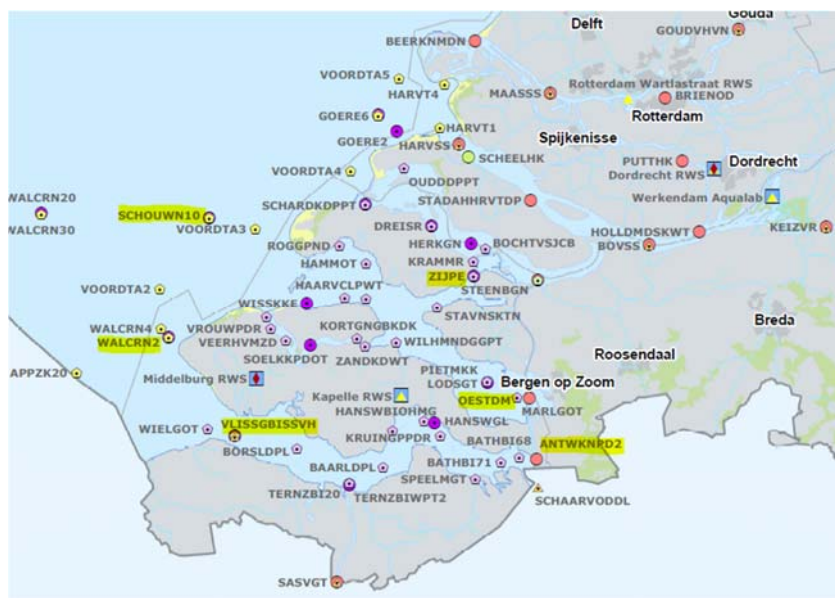 Gouda
Delft
GOUDVHVN
BEERKNMDN
VOORDTA5
HARVT4
MAASSS
Rotterdam Wartlastraat RWS
BRIENOD
GOERE6
HARVT1
Rotterdam
GOERE2
HARVSS
Spijkenisse
SCHEELHK
PUTTHK
Dordrecht
VOORDTA4
OUDDDPPT
Dordrecht RWS
WALCRN20
SCHOUWN10
SCHARDKDPPT
STADAHHRVTDP
Werkendam Aqualab
WALCRN30
VOORDTA3
DREISR
HOLLDMDSKWT
KEIZVR
ROGGPND
HERKGN
BOCHTVSJCB
BOVSS
HAMMOT
KRAMMR
ZIJPE
VOORDTA2
HAARVCLPWT
STEENBGN
WISSKKE
WALCRN4
VROUWPDR
KORTGNGBKDK
STAVNSKTN
Breda
WALCRN2
VEERHVMZD
WILHMNDGGPT
SOELKKPDOT
ZANDKDWT
Roosendaal
APPZK20
PIETMKK
Middelburg RWS
LODSGT
Bergen op Zoom
Kapelle RWS
OESTDM
HANSWBIOHMG
MARLGOT
WIELGOT
VLISSGBISSVH
HANSWGL
BORSLDPL
KRUINGPPDR
BATHBI68
ANTWKNPD2
BAARLDPL
BATHBI71
SPEELMGT
TERNZBI20
TERNZBIWPT2
SCHAARVODDL
SASVGT